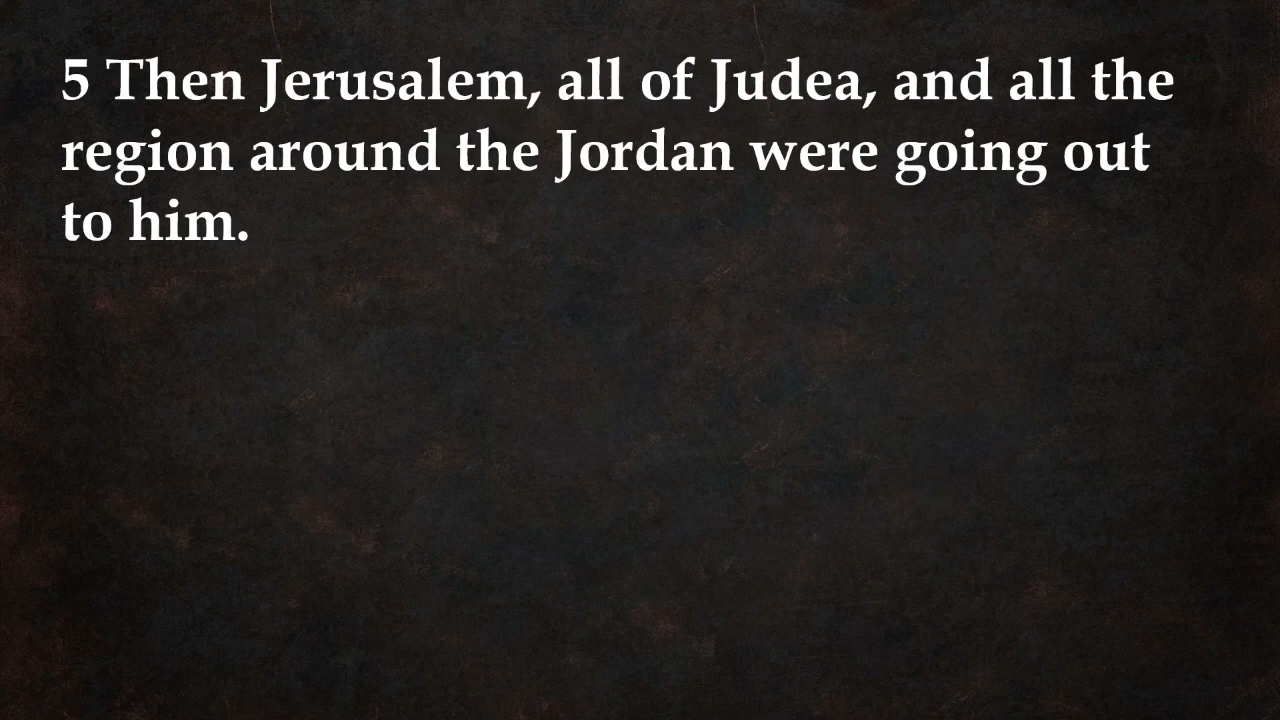 5 Then Jerusalem, all of Judea, and all the
region around the Jordan were going out
to him.